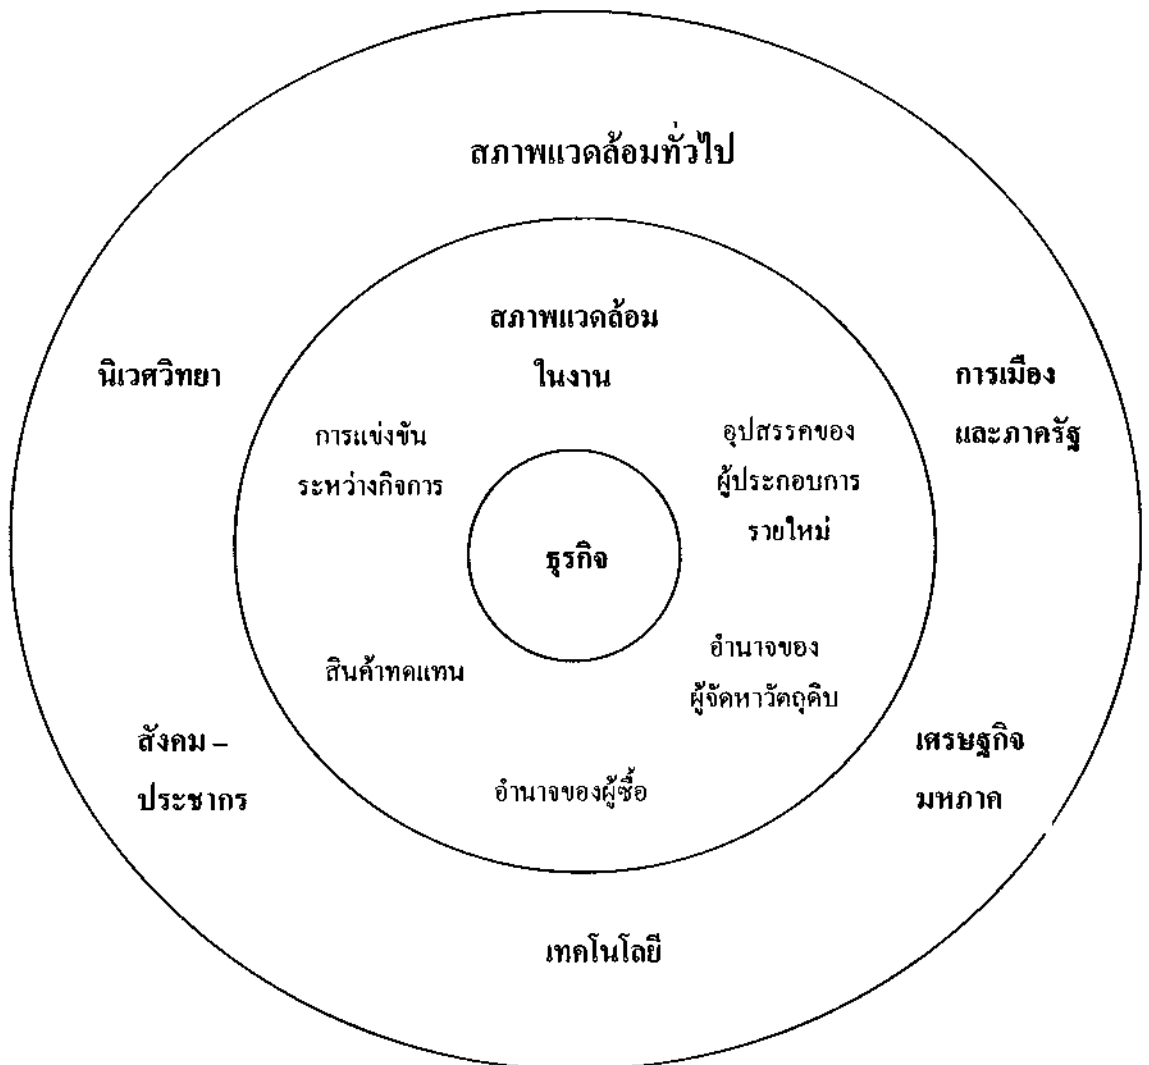 สภาพแวดล้อมทั่วไป
สภาพแวดล้อม
ในงาน
นิเวศวิทยา
การเมือง
และภาครัฐ
การแข่งขัน
ระหว่างกิจการ
อุปสรรคของ
ผู้ประกอบการ
รายใหม่
ธุรกิจ
สินค้าทดแทน
อำนาจของ
ผู้จัดหาวัตถุดิบ
สังคม –
ประชากร
เศรษฐกิจ
มหภาค
อำนาจของผู้ซื้อ
เทคโนโลยี